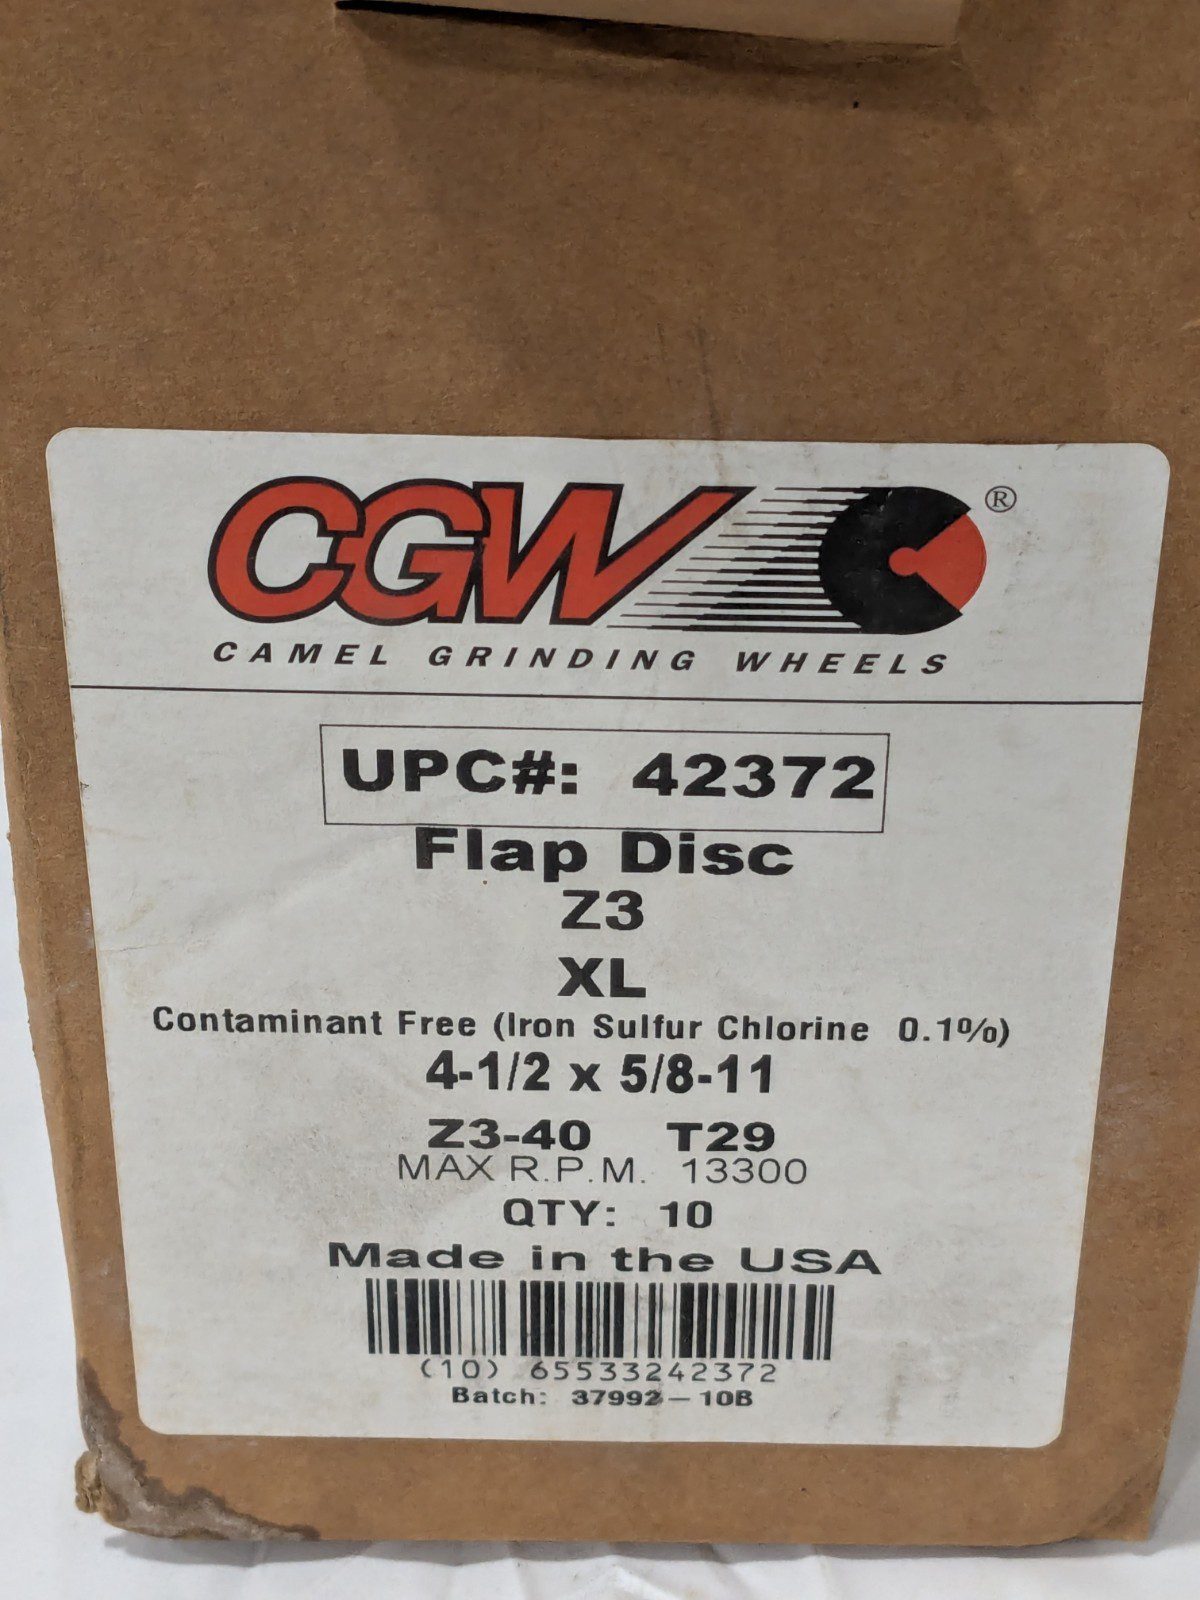 CGW ®
CAMEL GRINDING WHEELS
UPC#: 42372
Flap Disc
Z3
XL
Contaminant Free (Iron Sulfur Chlorine 0.1%)
4-1/2 x 5/8-11
Z3-40 T29
MAX R.P.M. 13300
QTY: 10
Made in the USA
(10) 65533242372
Batch: 37992-10B